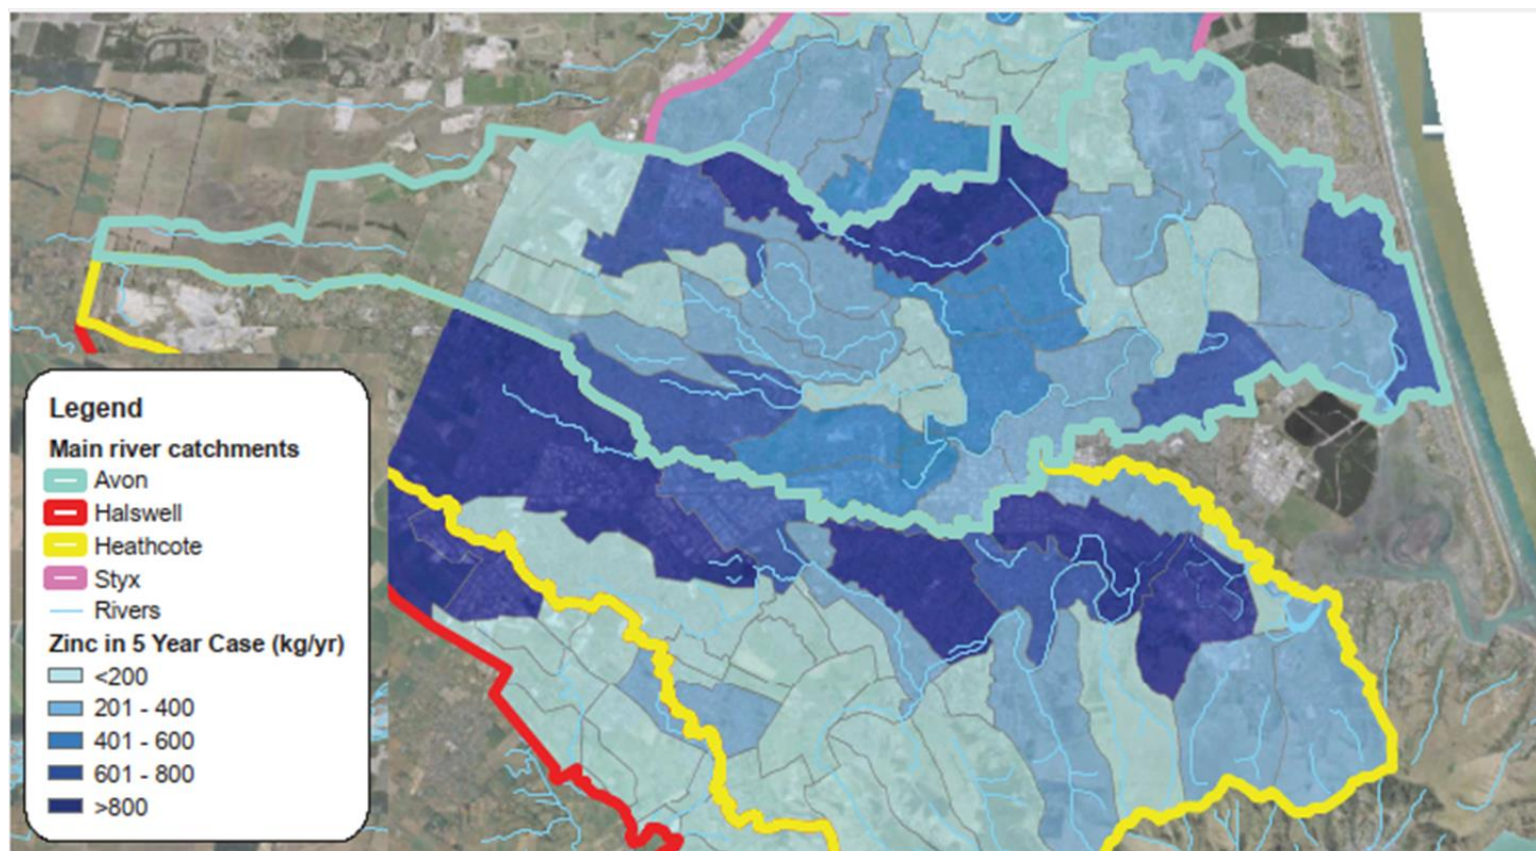 Legend
Main river catchments
Avon
Halswell
Heathcote
Styx
Rivers
Zinc in 5 Year Case (kg/yr)
<200
201 - 400
401 - 600
601 - 800
>800